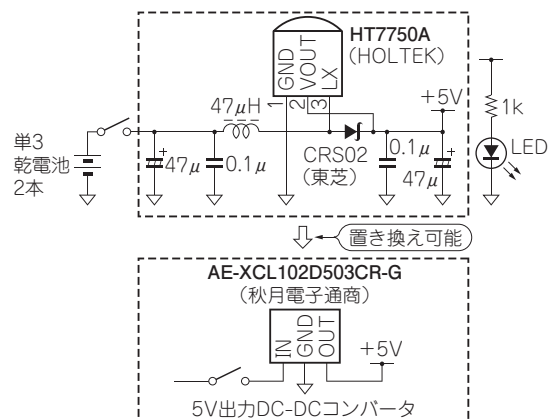 HT7750A
(HOLTEK)
GND
VOUT
LX
1
2
3
+5V
47μH
1k
LED
単3
乾電池
2本
47μ
0.1μ
CRS02
(東芝)
0.1μ
47μ
置き換え可能
AE-XCL102D503CR-G
(秋月電子通商)
IN
GND
OUT
+5V
5V出力DC-DCコンバータ